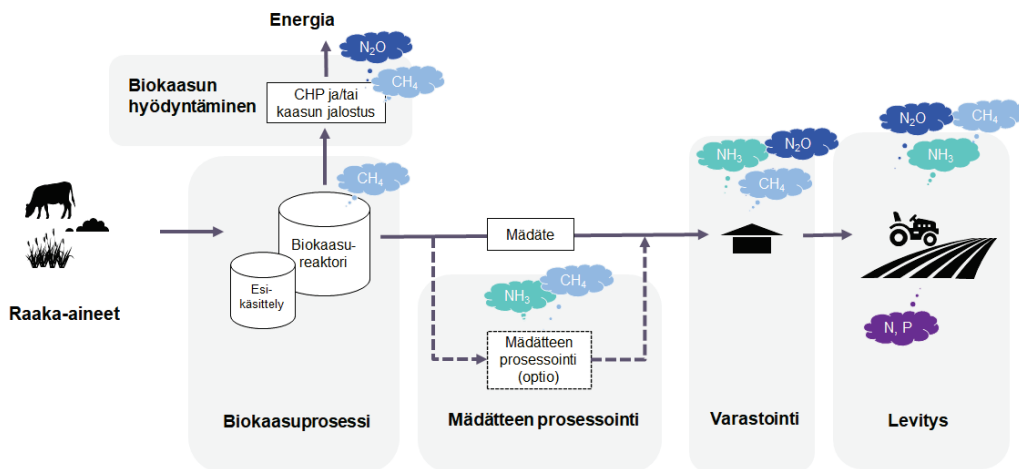 Energia
N₂O
CH₄
Biokaasun
hyödyntäminen
CHP ja/tai
kaasun jalostus
CH₄
Biokaasu-
reaktori
Esi-
käsittely
Raaka-aineet
Biokaasuprosessi
Mädäte
NH₃
CH₄
Mädätteen
prosessointi
(optio)
Mädätteen prosessointi
NH₃
N₂O
CH₄
Varastointi
N₂O
CH₄
NH₃
N, P
Levitys